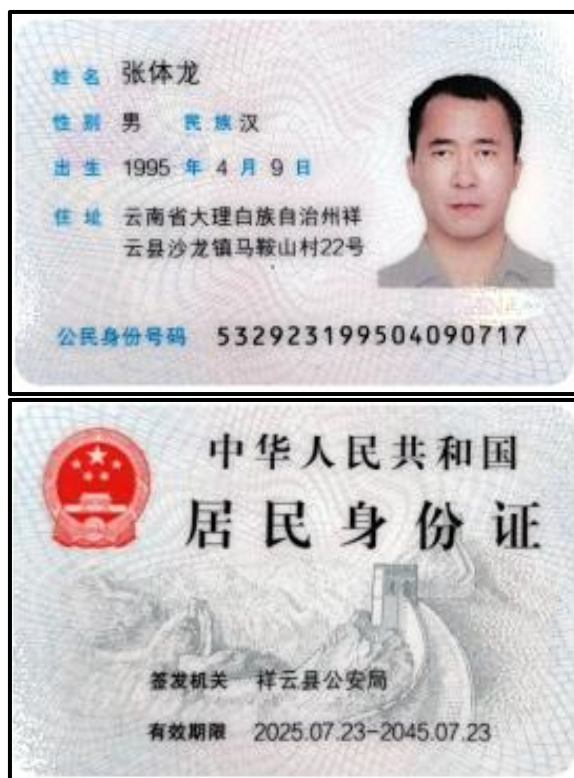 姓名 张体龙
性别 男 民族 汉
出生 1995 年 4 月 9 日
住址 云南省大理白族自治州祥
云县沙龙镇马鞍山村22号
公民身份号码 532923199504090717
中华人民共和国
居民身份证
签发机关 祥云县公安局
有效期限 2025.07.23-2045.07.23